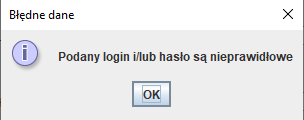 Błędne dane
Podany login i/lub hasło są nieprawidłowe
OK